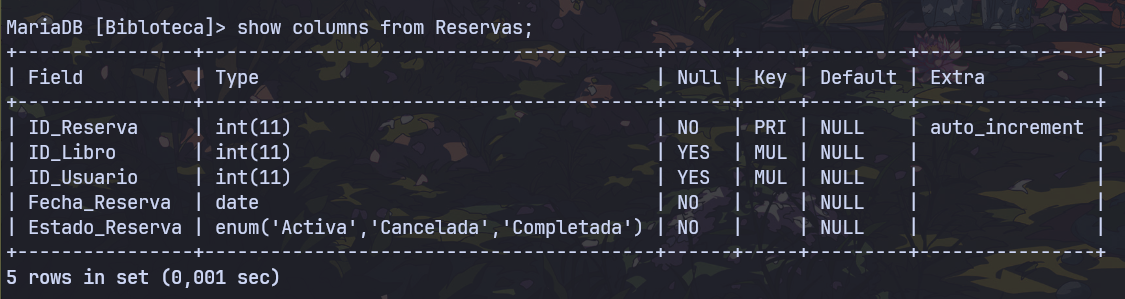 MariaDB [Bibloteca]> show columns from Reservas;
+----------------+------------------------------------------+------+-----+---------+----------------+
| Field          | Type                                     | Null | Key | Default | Extra          |
+----------------+------------------------------------------+------+-----+---------+----------------+
| ID_Reserva     | int(11)                                  | NO   | PRI | NULL    | auto_increment |
| ID_Libro       | int(11)                                  | YES  | MUL | NULL    |                |
| ID_Usuario     | int(11)                                  | YES  | MUL | NULL    |                |
| Fecha_Reserva  | date                                     | NO   |     | NULL    |                |
| Estado_Reserva | enum('Activa','Cancelada','Completada') | NO   |     | NULL    |                |
+----------------+------------------------------------------+------+-----+---------+----------------+
5 rows in set (0,001 sec)